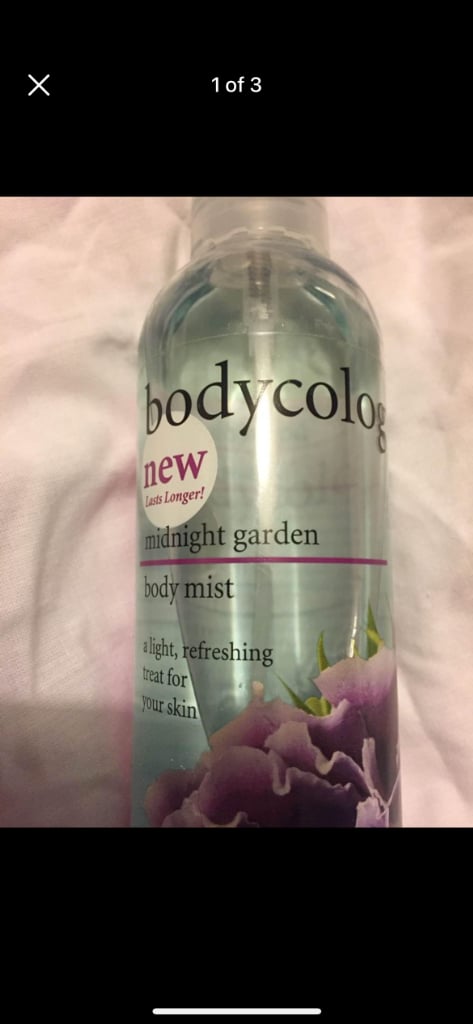 1 of 3
bodycolog
new
Lasts Longer!
midnight garden
body mist
a light, refreshing
treat for
your skin